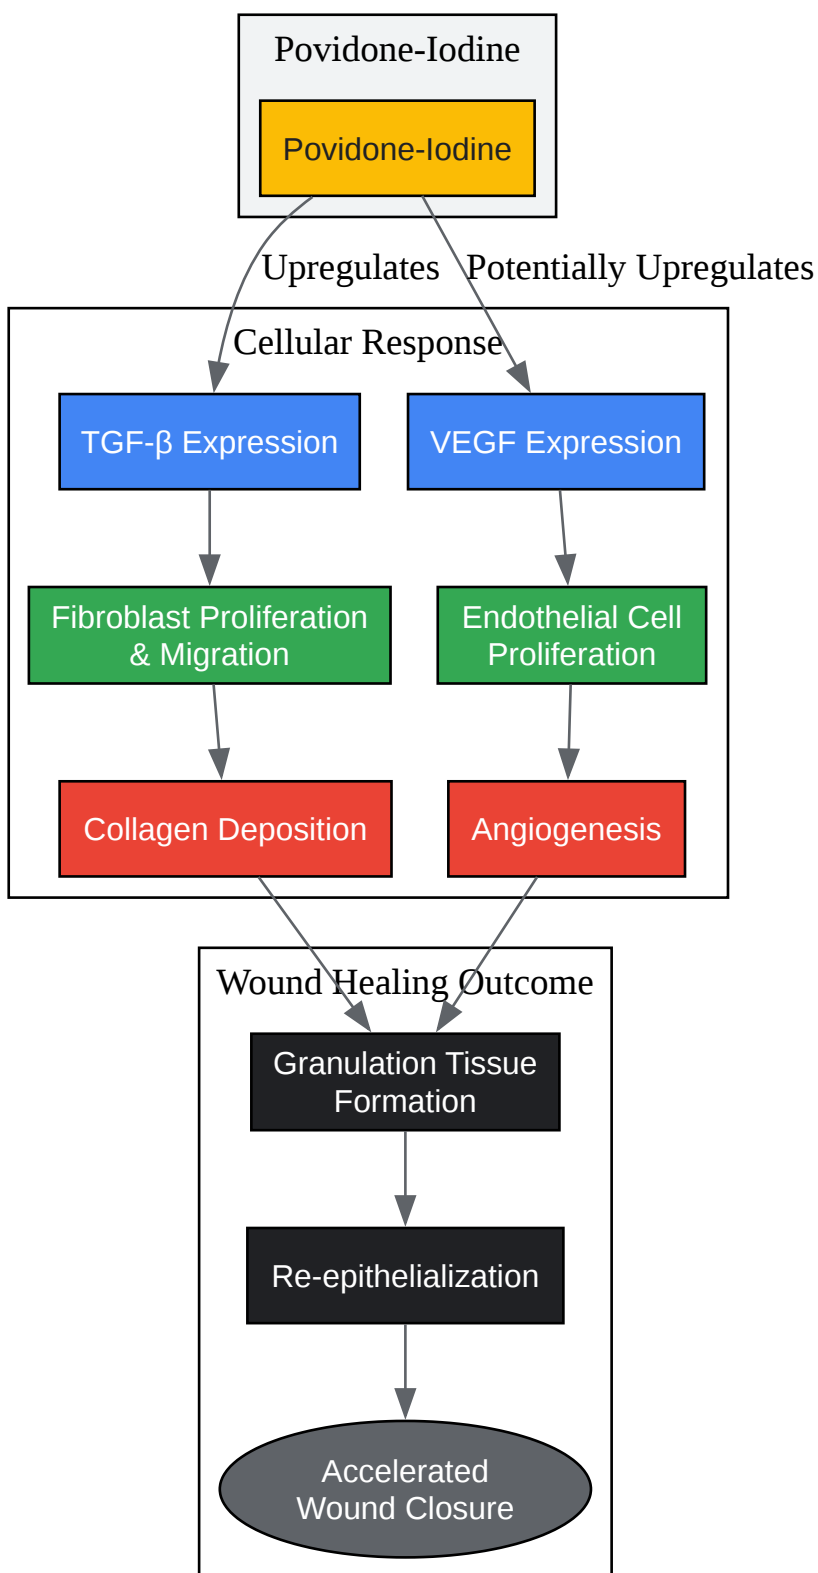 Povidone-Iodine
Povidone-Iodine
Upregulates
Potentially Upregulates
Cellular Response
TGF-β Expression
VEGF Expression
Fibroblast Proliferation
& Migration
Endothelial Cell
Proliferation
Collagen Deposition
Angiogenesis
Wound Healing Outcome
Granulation Tissue
Formation
Re-epithelialization
Accelerated
Wound Closure